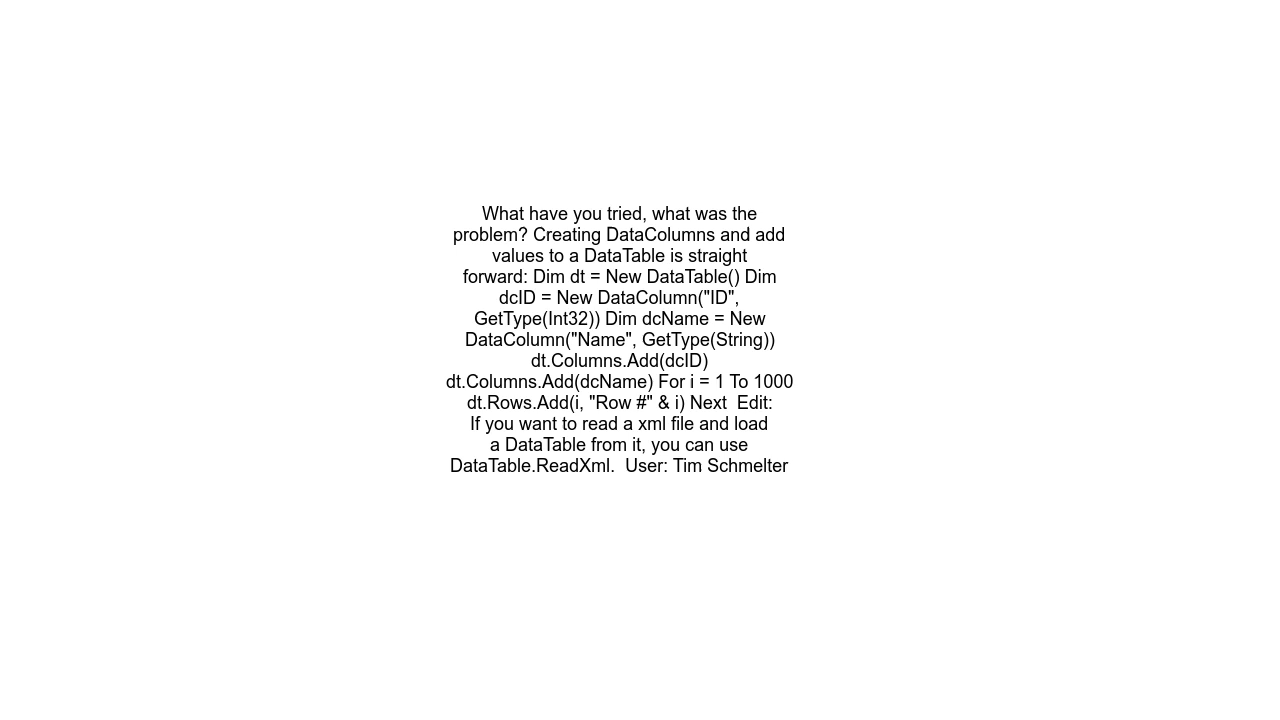 What have you tried, what was the
problem? Creating DataColumns and add
values to a DataTable is straight
forward: Dim dt = New DataTable() Dim
dcID = New DataColumn("ID",
GetType(Int32)) Dim dcName = New
DataColumn("Name", GetType(String))
dt.Columns.Add(dcID)
dt.Columns.Add(dcName) For i = 1 To 1000
dt.Rows.Add(i, "Row #" & i) Next  Edit:
If you want to read a xml file and load
a DataTable from it, you can use
DataTable.ReadXml.  User: Tim Schmelter